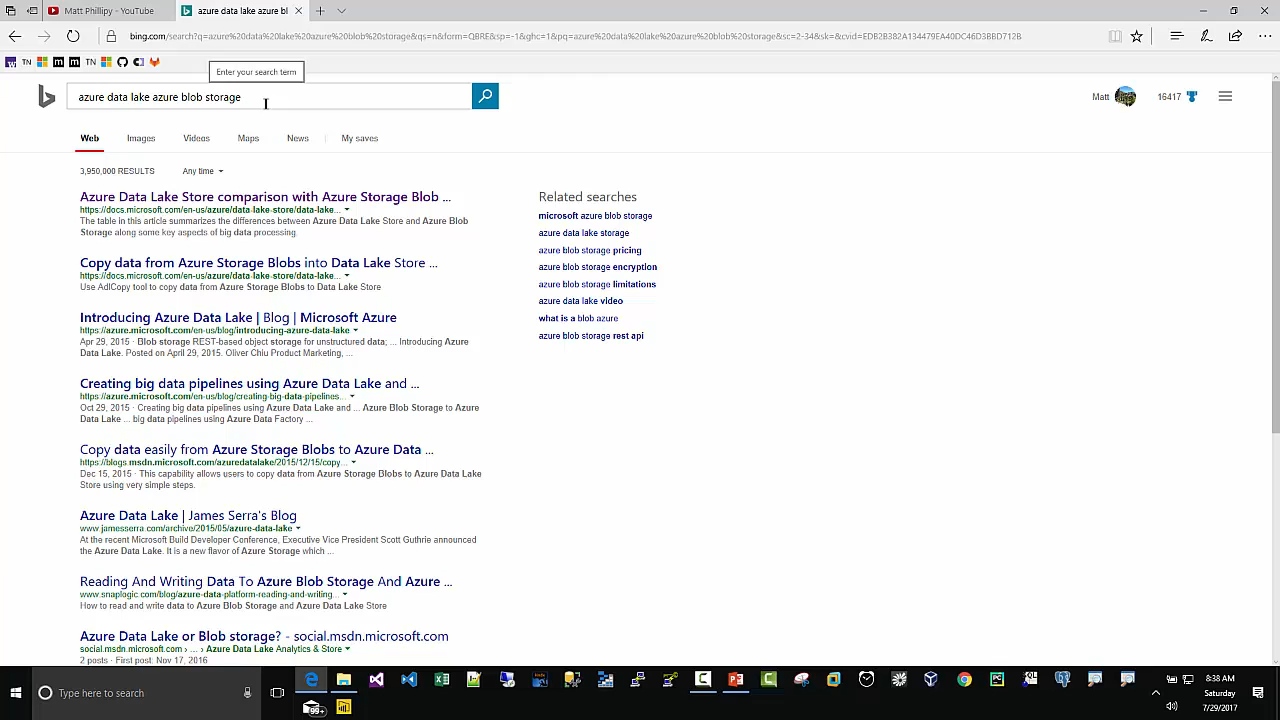 Matt Phillipy - YouTube
azure data lake azure bl
bing.com/search?q=azure%20data%20lake%20azure%20blob%20storage&qs=n&form=QBRE&sp=-1&ghc=1&pq=azure%20data%20lake%20azure%20blob%20storage&sc=2-34&sk=&cvid=EDB2B382A134479EA40DC46D3BBD712B
TN
TN
Enter your search term
azure data lake azure blob storage
Matt
16417
Web
Images
Videos
Maps
News
My saves
3,950,000 RESULTS
Any time
Azure Data Lake Store comparison with Azure Storage Blob ...
https://docs.microsoft.com/en-us/azure/data-lake-store/data-lake...
The table in this article summarizes the differences between Azure Data Lake Store and Azure Blob
Storage along some key aspects of big data processing.
Copy data from Azure Storage Blobs into Data Lake Store ...
https://docs.microsoft.com/en-us/azure/data-lake-store/data-lake...
Use AdlCopy tool to copy data from Azure Storage Blobs to Data Lake Store
Introducing Azure Data Lake | Blog | Microsoft Azure
https://azure.microsoft.com/en-us/blog/introducing-azure-data-lake
Apr 29, 2015 · Blob storage REST-based object storage for unstructured data; ... Introducing Azure
Data Lake. Posted on April 29, 2015. Oliver Chiu Product Marketing, ...
Creating big data pipelines using Azure Data Lake and ...
https://azure.microsoft.com/en-us/blog/creating-big-data-pipelines...
Oct 29, 2015 · Creating big data pipelines using Azure Data Lake and ... Azure Blob Storage to Azure
Data Lake ... big data pipelines using Azure Data Factory ...
Copy data easily from Azure Storage Blobs to Azure Data ...
https://blogs.msdn.microsoft.com/azuredatalake/2015/12/15/copy...
Dec 15, 2015 · This capability allows users to copy data from Azure Storage Blobs to Azure Data Lake
Store using very simple steps.
Azure Data Lake | James Serra's Blog
www.jamesserra.com/archive/2015/05/azure-data-lake
At the recent Microsoft Build Developer Conference, Executive Vice President Scott Guthrie announced
the Azure Data Lake. It is a new flavor of Azure Storage which ...
Reading And Writing Data To Azure Blob Storage And Azure ...
www.snaplogic.com/blog/azure-data-platform-reading-and-writing...
How to read and write data to Azure Blob Storage and Azure Data Lake Store
Azure Data Lake or Blob storage? - social.msdn.microsoft.com
social.msdn.microsoft.com › ... › Azure Data Lake Analytics & Store
2 posts · First post: Nov 17, 2016
Related searches
microsoft azure blob storage
azure data lake storage
azure blob storage pricing
azure blob storage encryption
azure blob storage limitations
azure data lake video
what is a blob azure
azure blob storage rest api
Type here to search
99+
8:38 AM
Saturday
7/29/2017